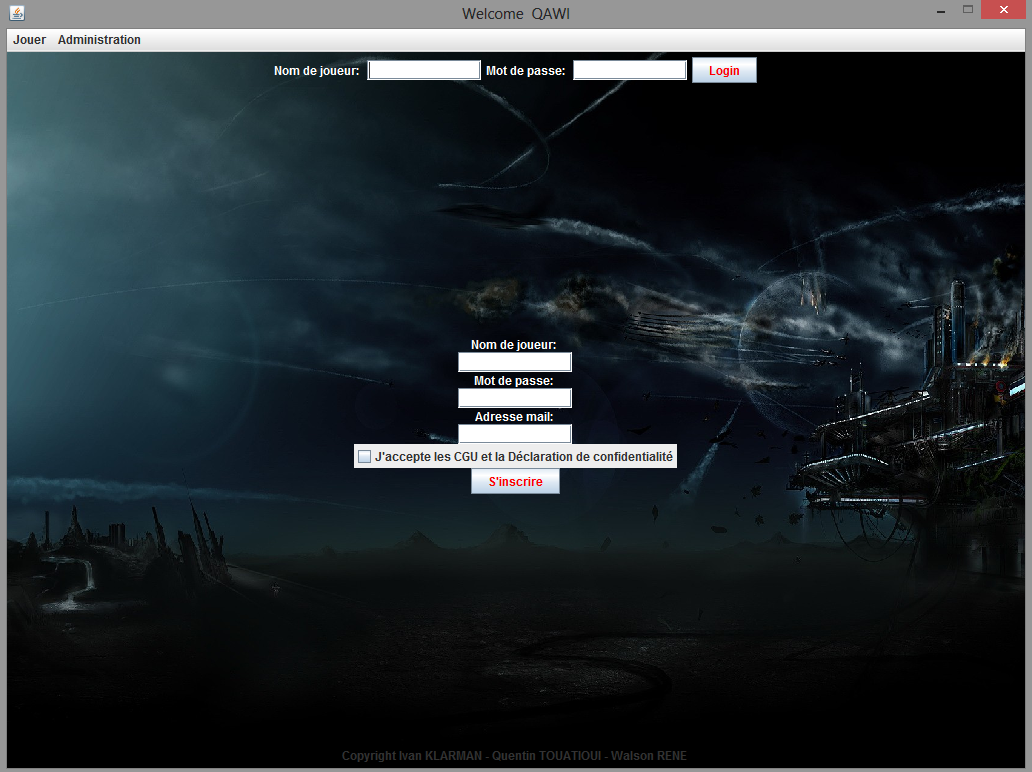 Welcome QAWI
Jouer Administration
Nom de joueur: Mot de passe: Login
Nom de joueur:
Mot de passe:
Adresse mail:
J'accepte les CGU et la Déclaration de confidentialité
S'inscrire
Copyright Ivan KLARMAN - Quentin TOUATIOUI - Walson RENE